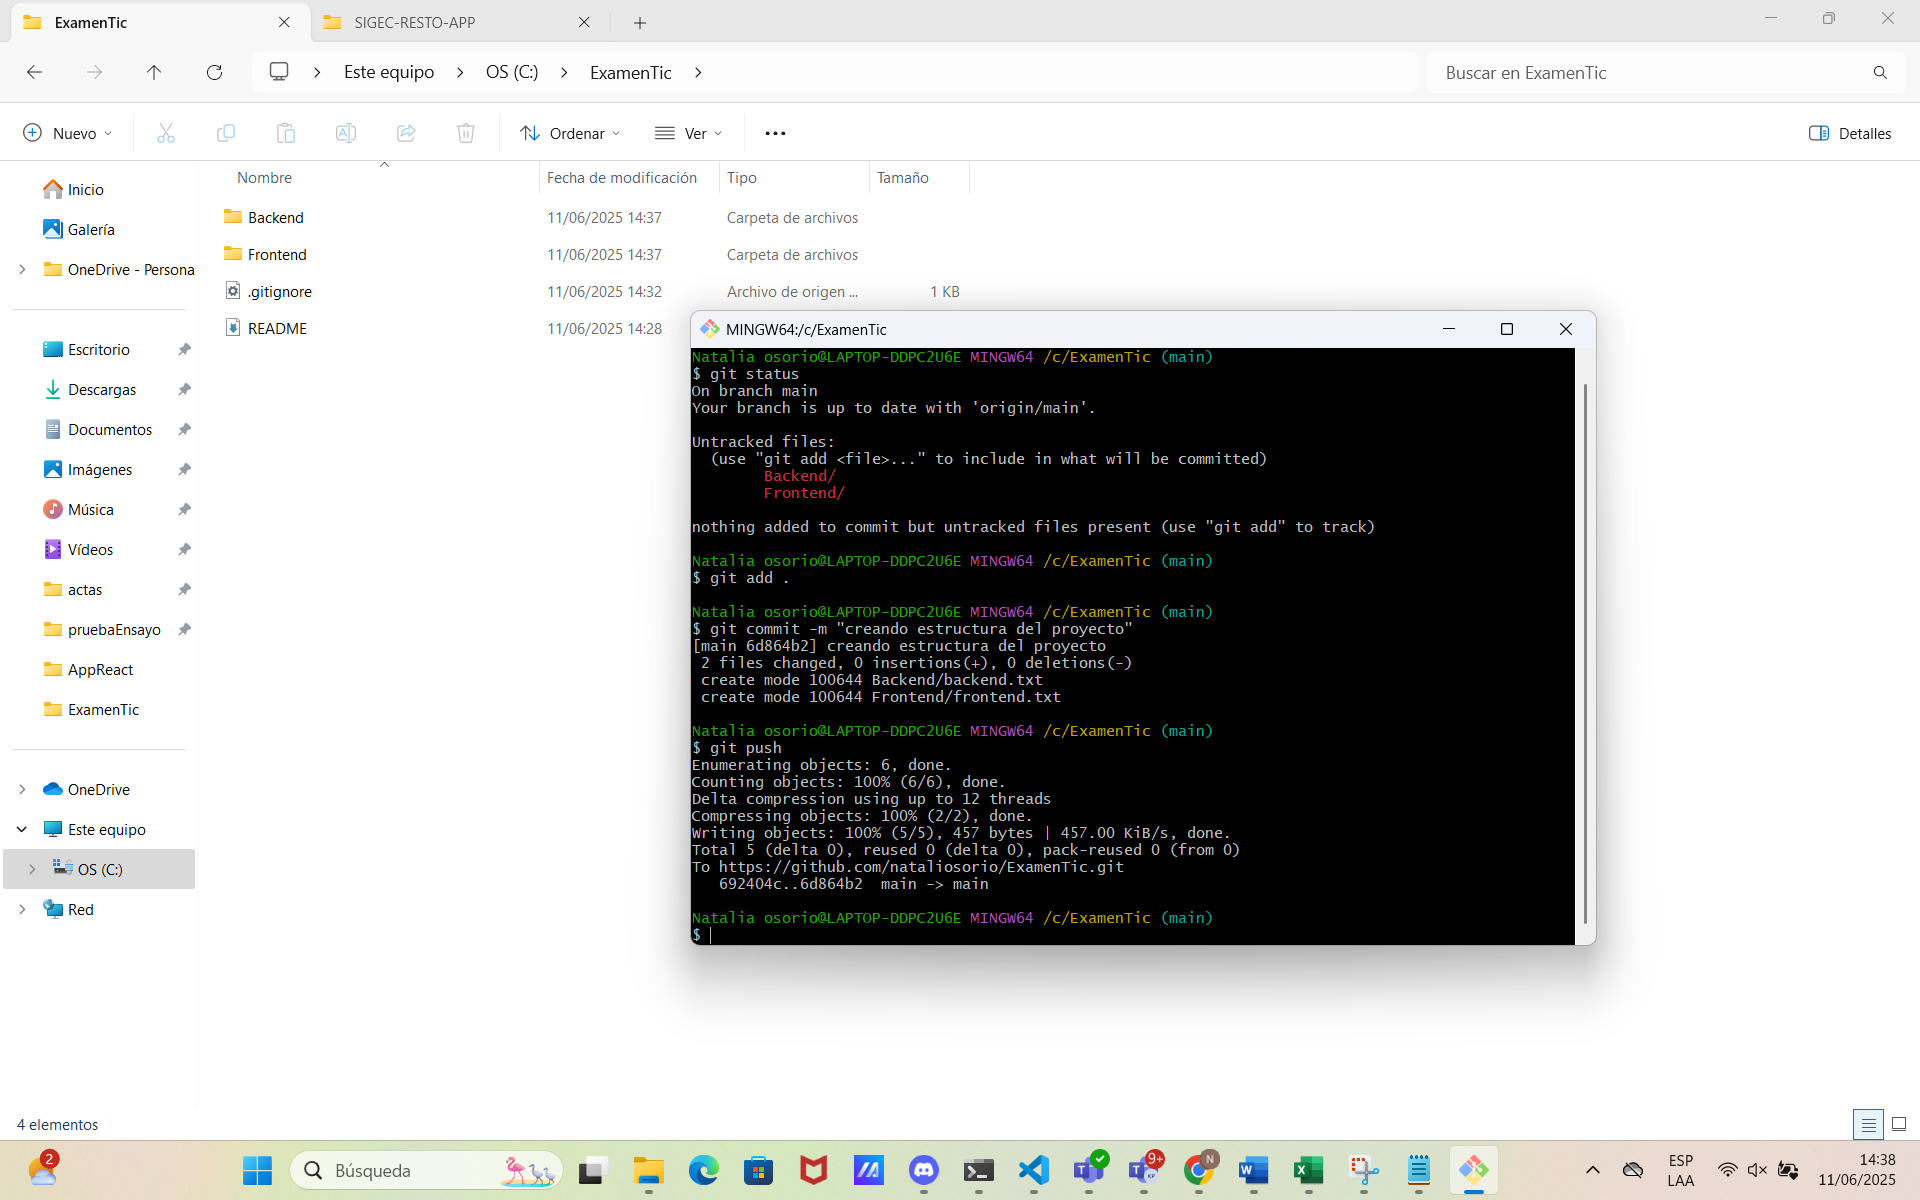 ExamenTic
SIGEC-RESTO-APP
Este equipo
OS (C:)
ExamenTic
Buscar en ExamenTic
Nuevo
Ordenar
Ver
Detalles
Nombre
Fecha de modificación
Tipo
Tamaño
Backend
11/06/2025 14:37
Carpeta de archivos
Frontend
11/06/2025 14:37
Carpeta de archivos
.gitignore
11/06/2025 14:32
Archivo de origen ...
1 KB
README
11/06/2025 14:28
Inicio
Galería
OneDrive - Persona
Escritorio
Descargas
Documentos
Imágenes
Música
Vídeos
actas
pruebaEnsayo
AppReact
ExamenTic
OneDrive
Este equipo
OS (C:)
Red
4 elementos
MINGW64:/c/ExamenTic
Natalia osorio@LAPTOP-DDPC2U6E MINGW64 /c/ExamenTic (main)
$ git status
On branch main
Your branch is up to date with 'origin/main'.
Untracked files:
(use "git add <file>..." to include in what will be committed)
Backend/
Frontend/
nothing added to commit but untracked files present (use "git add" to track)
Natalia osorio@LAPTOP-DDPC2U6E MINGW64 /c/ExamenTic (main)
$ git add .
Natalia osorio@LAPTOP-DDPC2U6E MINGW64 /c/ExamenTic (main)
$ git commit -m "creando estructura del proyecto"
[main 6d864b2] creando estructura del proyecto
2 files changed, 0 insertions(+), 0 deletions(-)
create mode 100644 Backend/backend.txt
create mode 100644 Frontend/frontend.txt
Natalia osorio@LAPTOP-DDPC2U6E MINGW64 /c/ExamenTic (main)
$ git push
Enumerating objects: 6, done.
Counting objects: 100% (6/6), done.
Delta compression using up to 12 threads
Compressing objects: 100% (2/2), done.
Writing objects: 100% (5/5), 457 bytes | 457.00 KiB/s, done.
Total 5 (delta 0), reused 0 (delta 0), pack-reused 0 (from 0)
To https://github.com/nataliosorio/ExamenTic.git
692404c..6d864b2  main -> main
Natalia osorio@LAPTOP-DDPC2U6E MINGW64 /c/ExamenTic (main)
$
2
Búsqueda
9+
N
ESP
LAA
14:38
11/06/2025